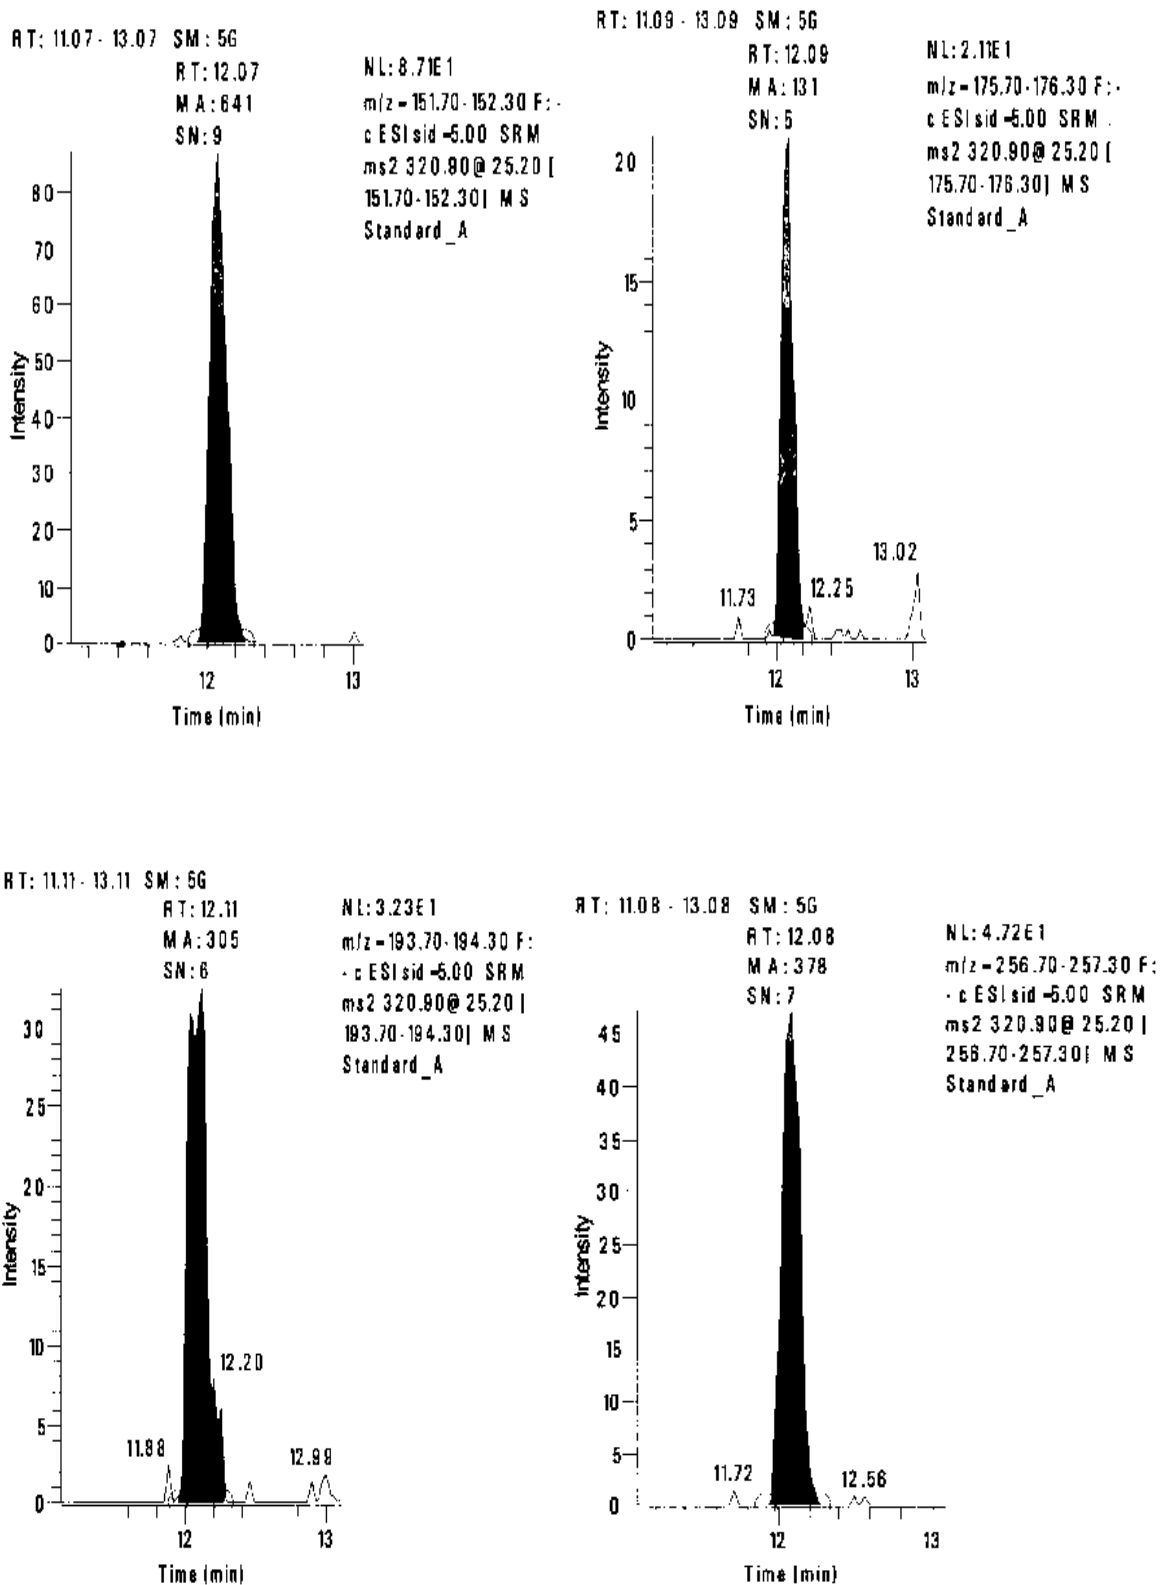 RT: 11.07 - 13.07 SM: 5G
RT: 12.07
MA: 641
SN: 9
NL: 8.71E1
m/z=151.70-152.30 F: -
c ESI sid -5.00 SRM
ms2 320.90@ 25.20 [
151.70-152.30] MS
Standard_A
80
70
60
50
40
30
20
10
0
Intensity
12
13
Time (min)
RT: 11.09 - 13.09 SM: 5G
RT: 12.09
MA: 131
SN: 5
NL: 2.11E1
m/z=175.70-176.30 F: -
c ESI sid -5.00 SRM
ms2 320.90@ 25.20 [
175.70-176.30] MS
Standard_A
20
15
10
5
0
Intensity
11.73
12.25
13.02
12
13
Time (min)
RT: 11.11 - 13.11 SM: 5G
RT: 12.11
MA: 305
SN: 6
NL: 3.23E1
m/z=193.70-194.30 F:
- c ESI sid -5.00 SRM
ms2 320.90@ 25.20 [
193.70-194.30] MS
Standard_A
30
25
20
15
10
5
0
Intensity
11.88
12.20
12.99
12
13
Time (min)
RT: 11.08 - 13.08 SM: 5G
RT: 12.08
MA: 378
SN: 7
NL: 4.72E1
m/z=256.70-257.30 F:
- c ESI sid -5.00 SRM
ms2 320.90@ 25.20 [
256.70-257.30] MS
Standard_A
45
40
35
30
25
20
15
10
5
0
Intensity
11.72
12.56
12
13
Time (min)